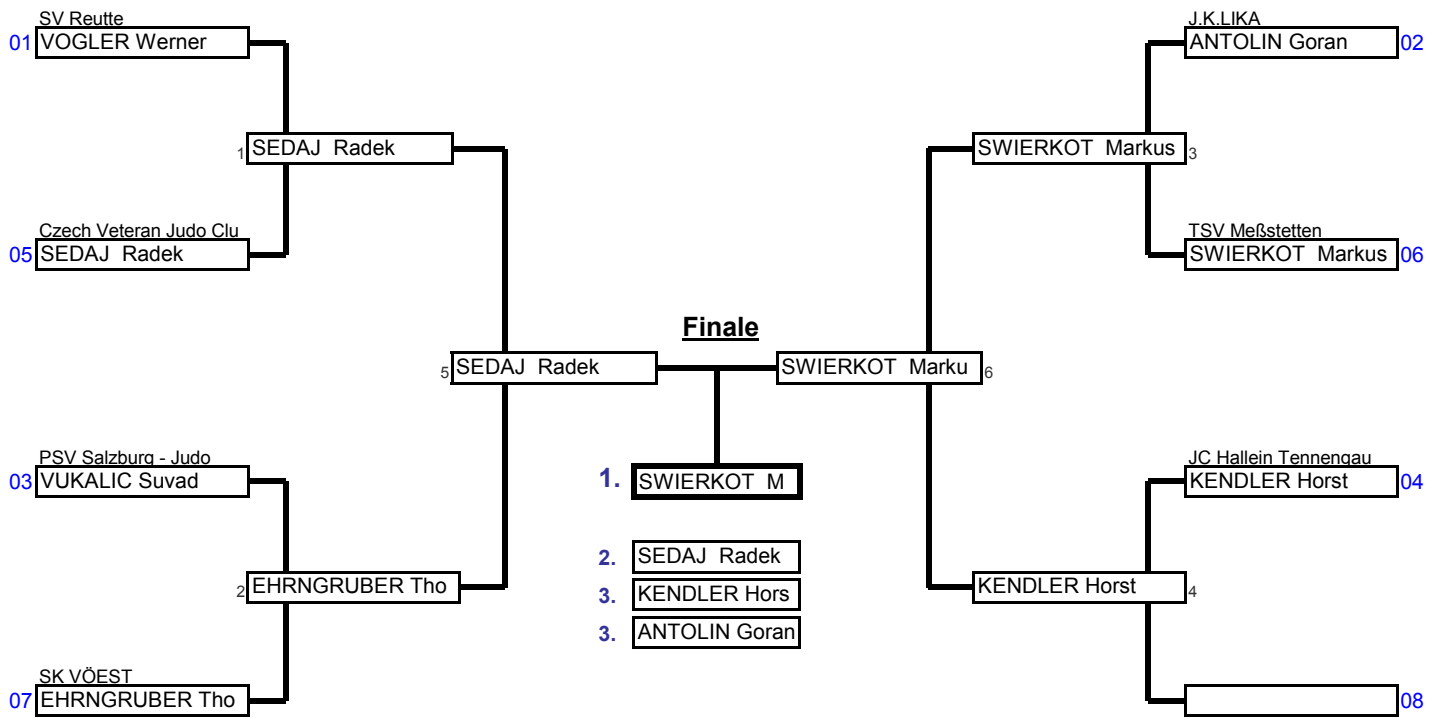 SV Reutte
01 VOGLER Werner
1 SEDAJ Radek
Czech Veteran Judo Clu
05 SEDAJ Radek
5 SEDAJ Radek
PSV Salzburg - Judo
03 VUKALIC Suvad
2 EHRNGRUBER Tho
SK VÖEST
07 EHRNGRUBER Tho
Finale
1. SWIERKOT M
2. SEDAJ Radek
3. KENDLER Hors
3. ANTOLIN Goran
J.K.LIKA
ANTOLIN Goran 02
SWIERKOT Markus 3
TSV Meßstetten
SWIERKOT Markus 06
SWIERKOT Marku 6
JC Hallein Tennengau
KENDLER Horst 04
KENDLER Horst 4
08